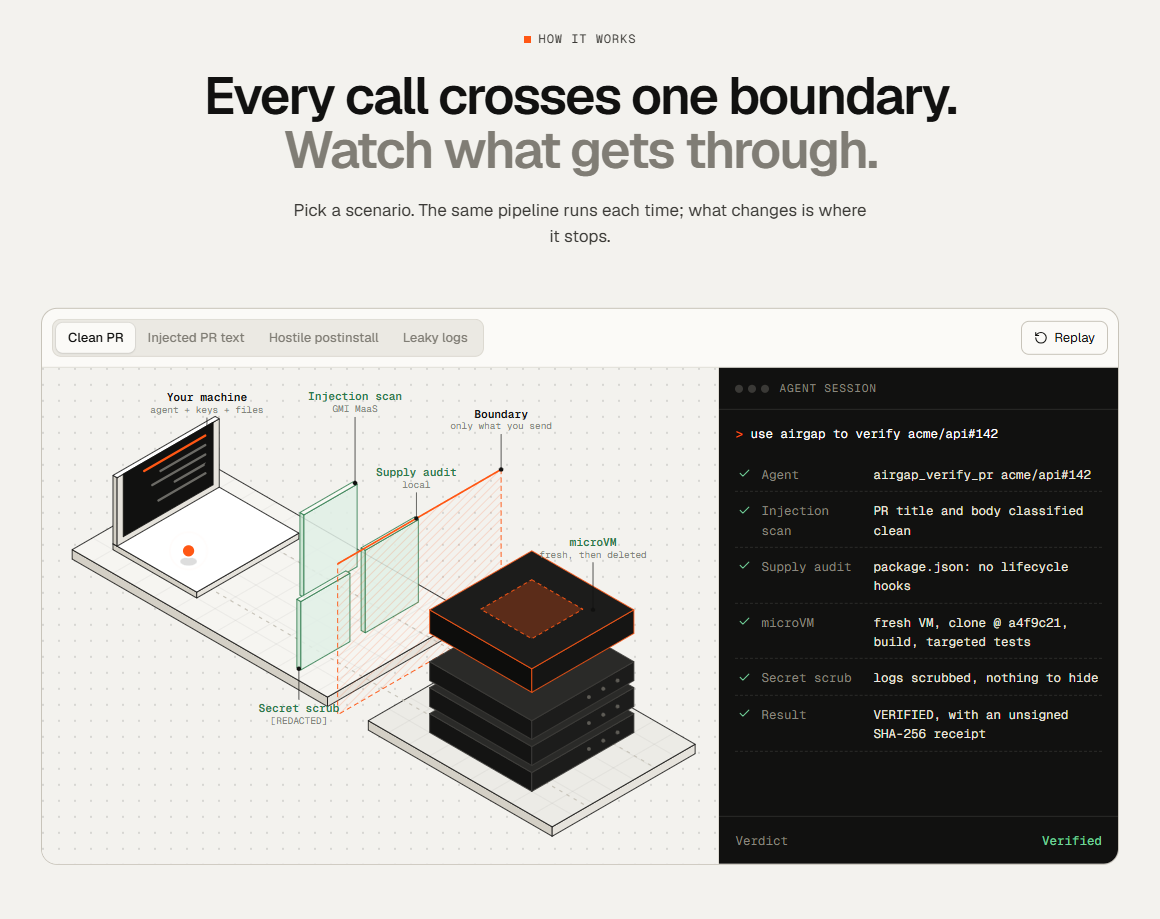 HOW IT WORKS
Every call crosses one boundary.
Watch what gets through.
Pick a scenario. The same pipeline runs each time; what changes is where
it stops.
Clean PR
Injected PR text
Hostile postinstall
Leaky logs
Replay
Your machine
agent + keys + files
Injection scan
GMI MaaS
Boundary
only what you send
Supply audit
local
microVM
fresh, then deleted
Secret scrub
[REDACTED]
AGENT SESSION
> use airgap to verify acme/api#142
Agent airgap_verify_pr acme/api#142
Injection PR title and body classified
scan clean
Supply audit package.json: no lifecycle
hooks
microVM fresh VM, clone @ a4f9c21,
build, targeted tests
Secret scrub logs scrubbed, nothing to hide
Result VERIFIED, with an unsigned
SHA-256 receipt
Verdict Verified